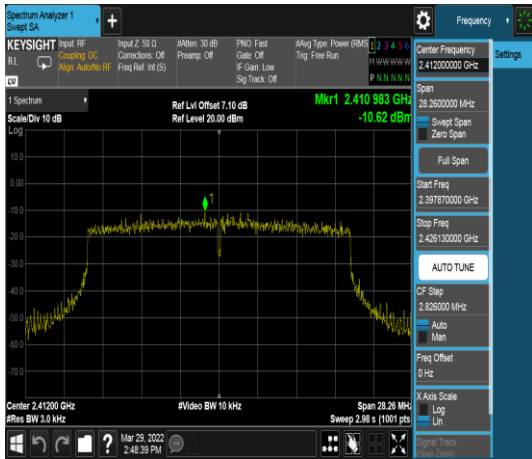 Spectrum Analyzer 1
Swept SA
+
Frequency
KEYSIGHT
RL
Input: RF
Coupling: DC
Align: Auto/No RF
Input Z: 50 Ω
Corrections: Off
Freq Ref: Int (S)
#Atten: 30 dB
Preamp: Off
PNO: Fast
Gate: Off
IF Gain: Low
Sig Track: Off
#Avg Type: Power (RMS
Trig: Free Run
1 2 3 4 5 6
M W W W W W
P N N N N N
LXI
Center Frequency
2.412000000 GHz
Settings
Span
28.2600000 MHz
Swept Span
Zero Span
Full Span
Start Freq
2.397870000 GHz
Stop Freq
2.426130000 GHz
AUTO TUNE
CF Step
2.826000 MHz
Auto
Man
Freq Offset
0 Hz
X Axis Scale
Log
Lin
Signal Track
(Span Zoom)
1 Spectrum
Scale/Div 10 dB
Ref Lvl Offset 7.10 dB
Ref Level 20.00 dBm
Mkr1 2.410 983 GHz
-10.62 dBm
Log
10.0
0.00
-10.0
-20.0
-30.0
-40.0
-50.0
-60.0
-70.0
1
Center 2.41200 GHz
#Res BW 3.0 kHz
#Video BW 10 kHz
Span 28.26 MHz
Sweep 2.98 s (1001 pts
?
Mar 29, 2022
2:48:39 PM